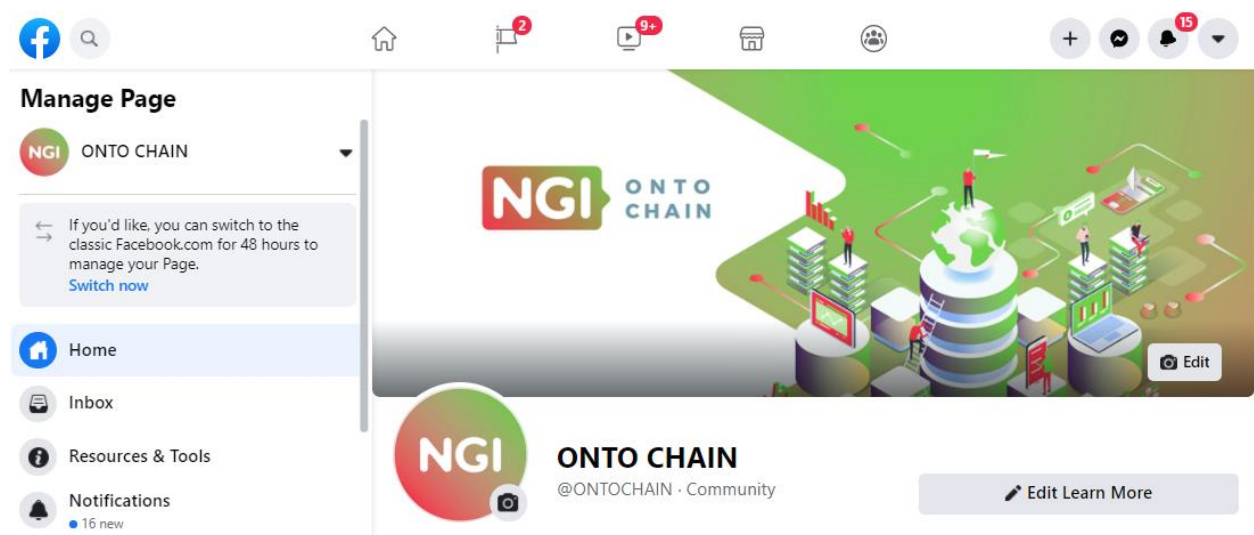 2
9+
15
Manage Page
NGI ONTO CHAIN
If you'd like, you can switch to the
classic Facebook.com for 48 hours to
manage your Page.
Switch now
Home
Inbox
Resources & Tools
Notifications
16 new
NGI ONTO
CHAIN
Edit
NGI
ONTO CHAIN
@ONTOCHAIN · Community
Edit Learn More